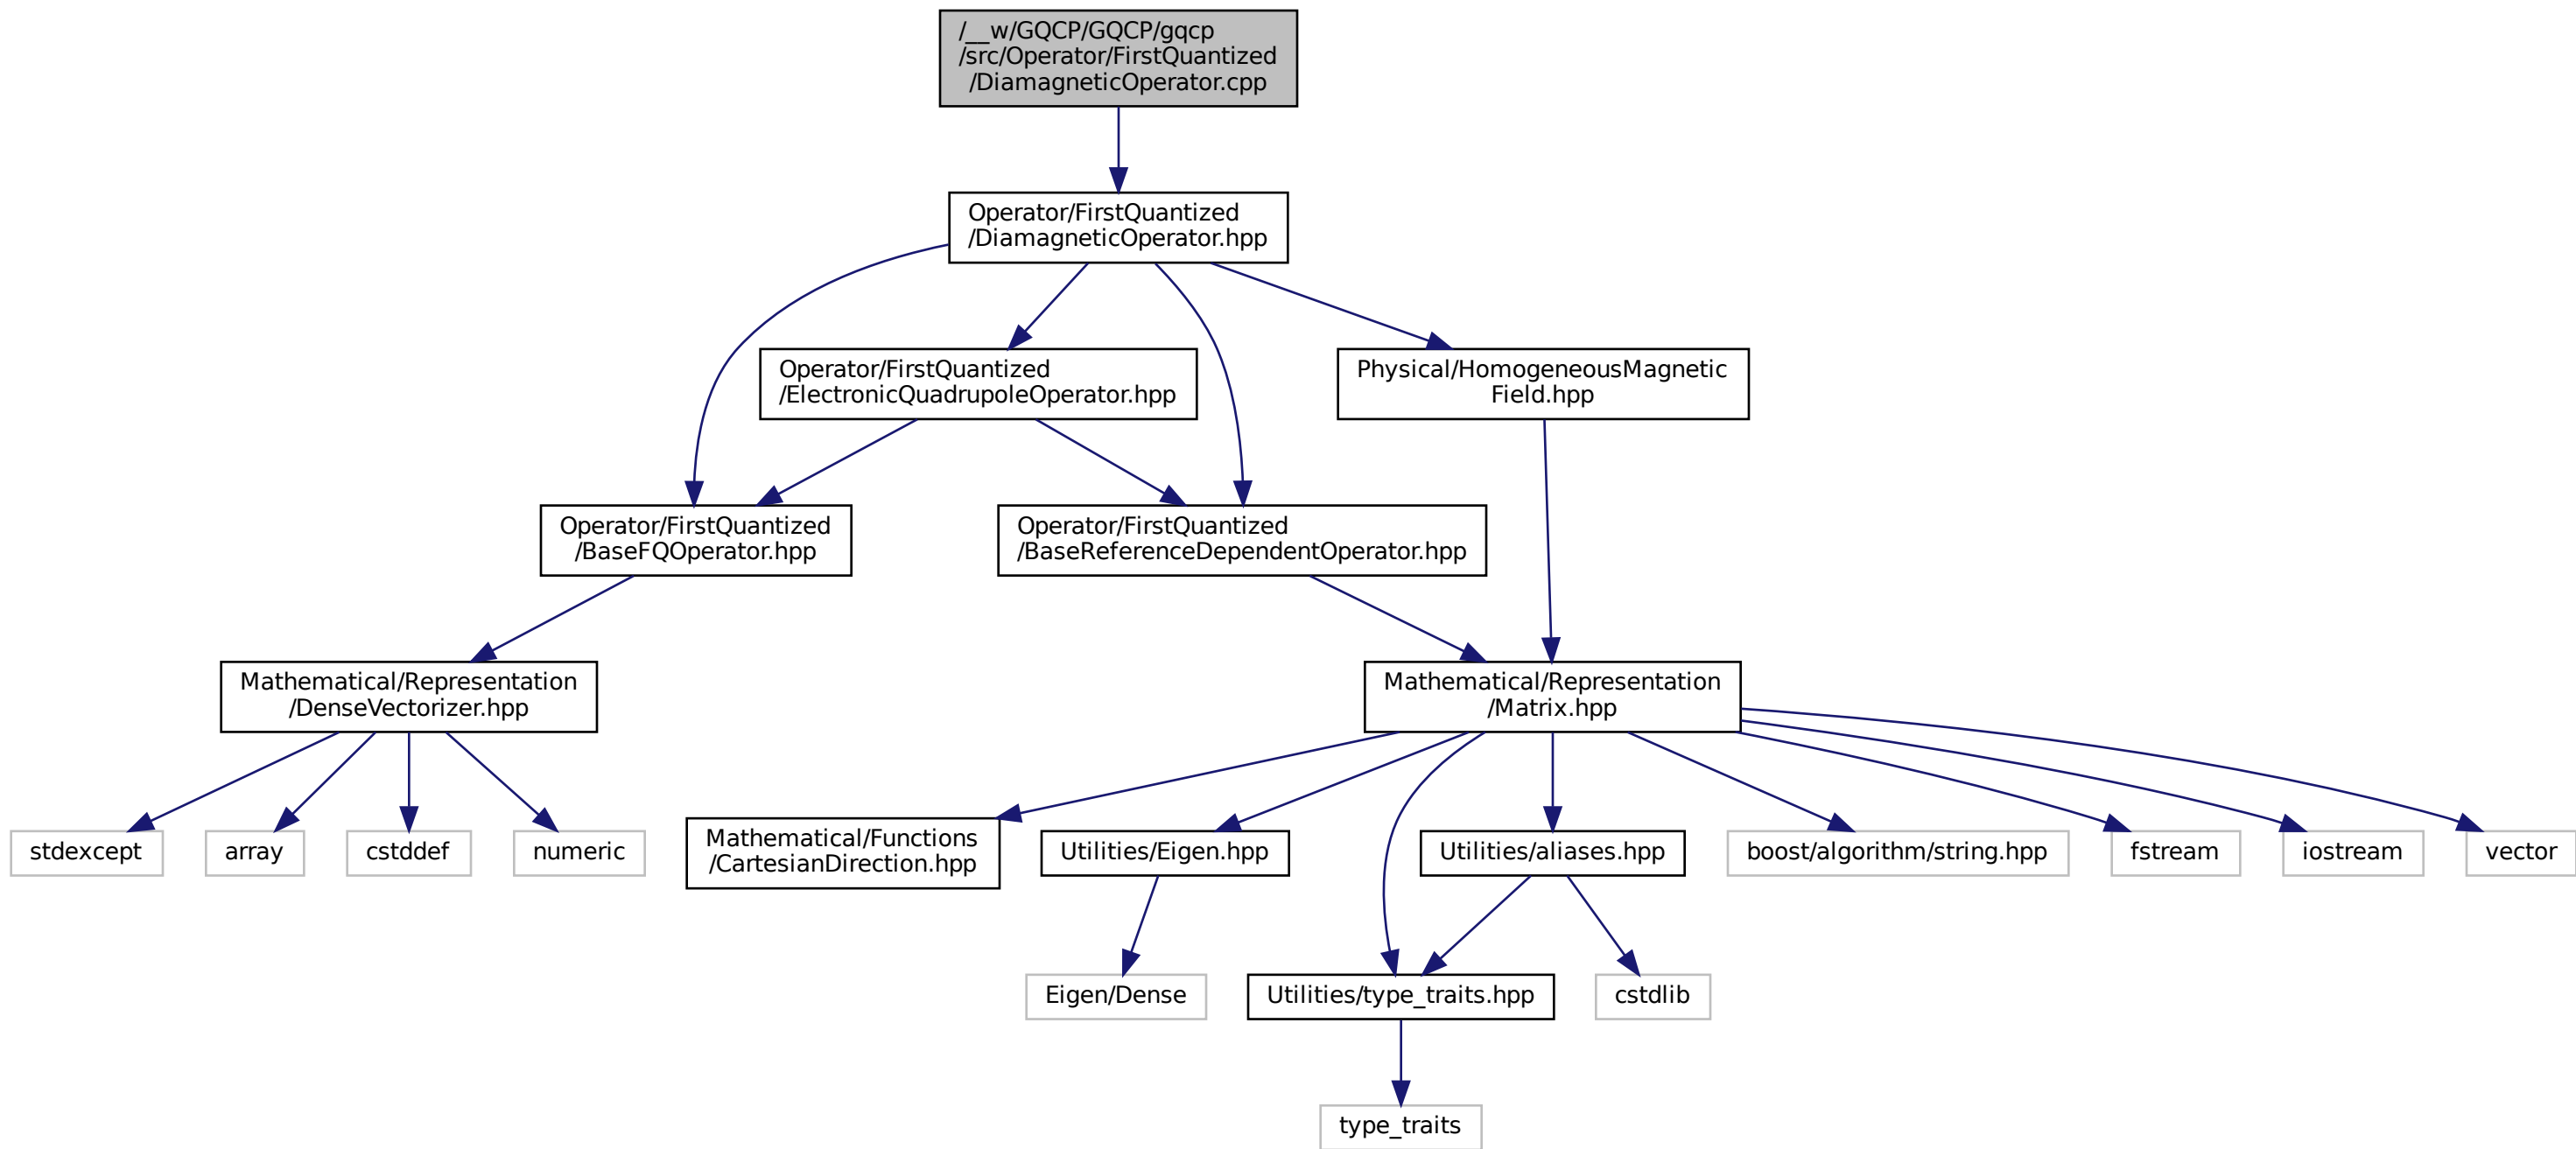 /__w/GQCP/GQCP/gqcp
/src/Operator/FirstQuantized
/DiamagneticOperator.cpp
Operator/FirstQuantized
/DiamagneticOperator.hpp
Operator/FirstQuantized
/ElectronicQuadrupoleOperator.hpp
Physical/HomogeneousMagnetic
Field.hpp
Operator/FirstQuantized
/BaseFQOperator.hpp
Operator/FirstQuantized
/BaseReferenceDependentOperator.hpp
Mathematical/Representation
/DenseVectorizer.hpp
Mathematical/Representation
/Matrix.hpp
stdexcept
array
cstddef
numeric
Mathematical/Functions
/CartesianDirection.hpp
Utilities/Eigen.hpp
Utilities/aliases.hpp
boost/algorithm/string.hpp
fstream
iostream
vector
Eigen/Dense
Utilities/type_traits.hpp
cstdlib
type_traits